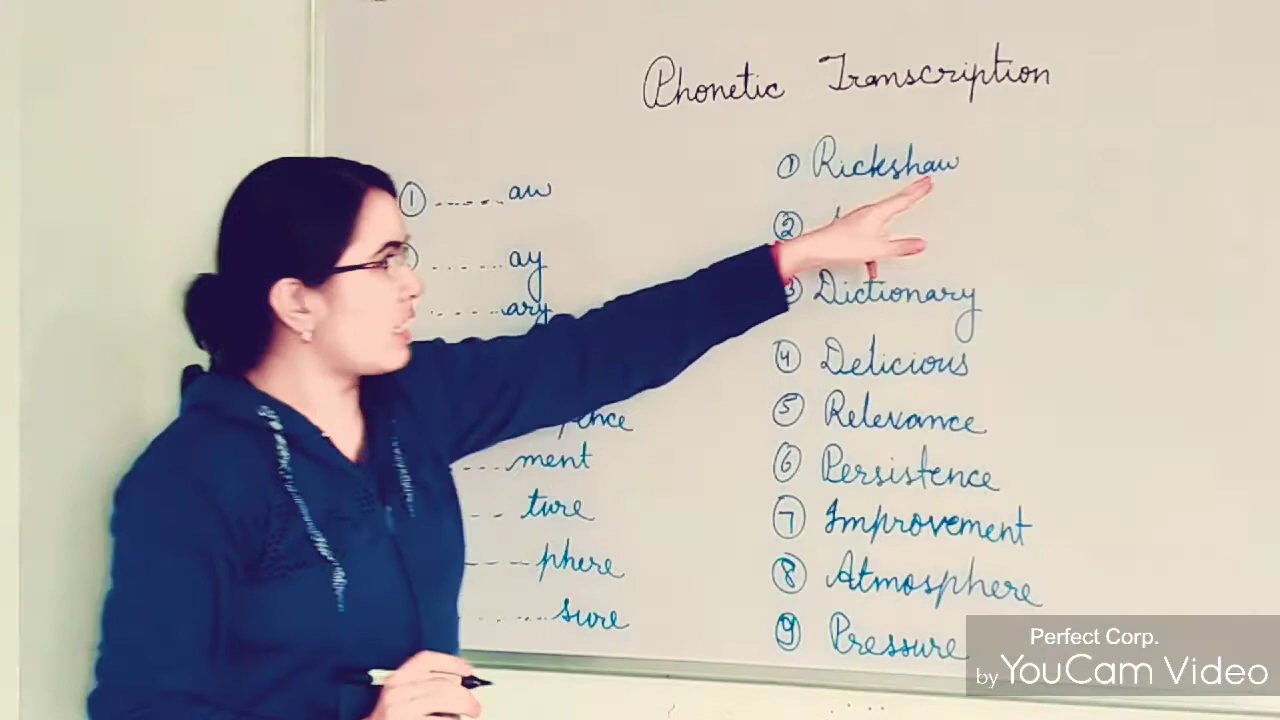 Phonetic Transcription
① ------aw
------ay
-----ary
ence
----ment
-- ture
----phere
------sure
① Rickshaw
②
③ Dictionary
④ Delicious
⑤ Relevance
⑥ Persistence
⑦ Improvement
⑧ Atmosphere
⑨ Pressure
Perfect Corp.
by YouCam Video